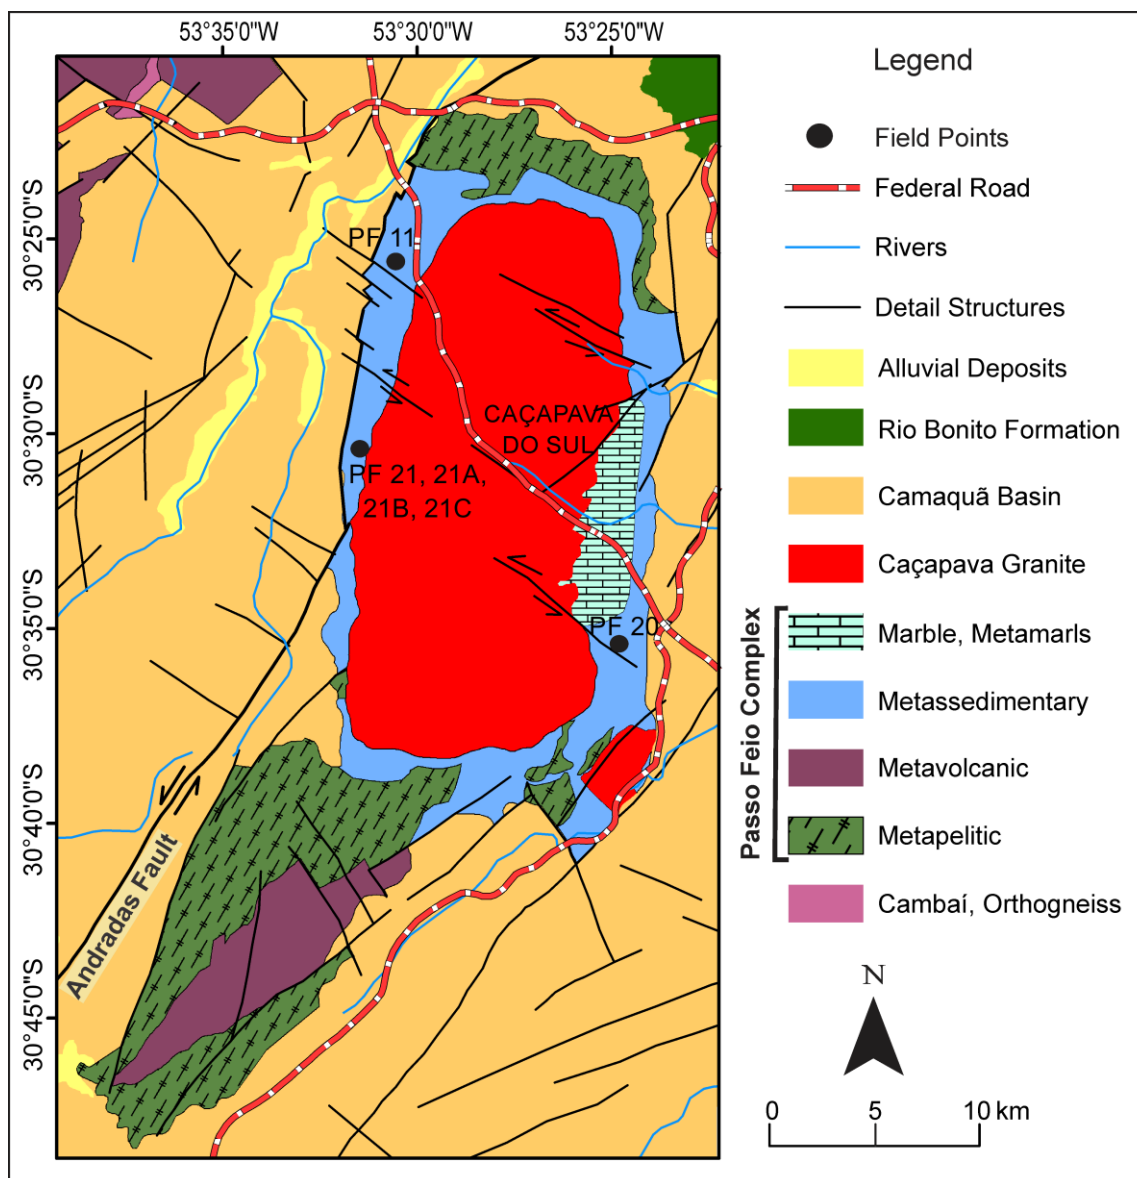 53°35'0"W
53°30'0"W
53°25'0"W
30°25'0"S
30°30'0"S
30°35'0"S
30°40'0"S
30°45'0"S
PF 11
CAÇAPAVA
DO SUL
PF 21, 21A,
21B, 21C
PF 20
Andradas Fault
Legend
Field Points
Federal Road
Rivers
Detail Structures
Alluvial Deposits
Rio Bonito Formation
Camaquã Basin
Caçapava Granite
Passo Feio Complex
Marble, Metamarls
Metassedimentary
Metavolcanic
Metapelitic
Cambaí, Orthogneiss
N
0 5 10 km